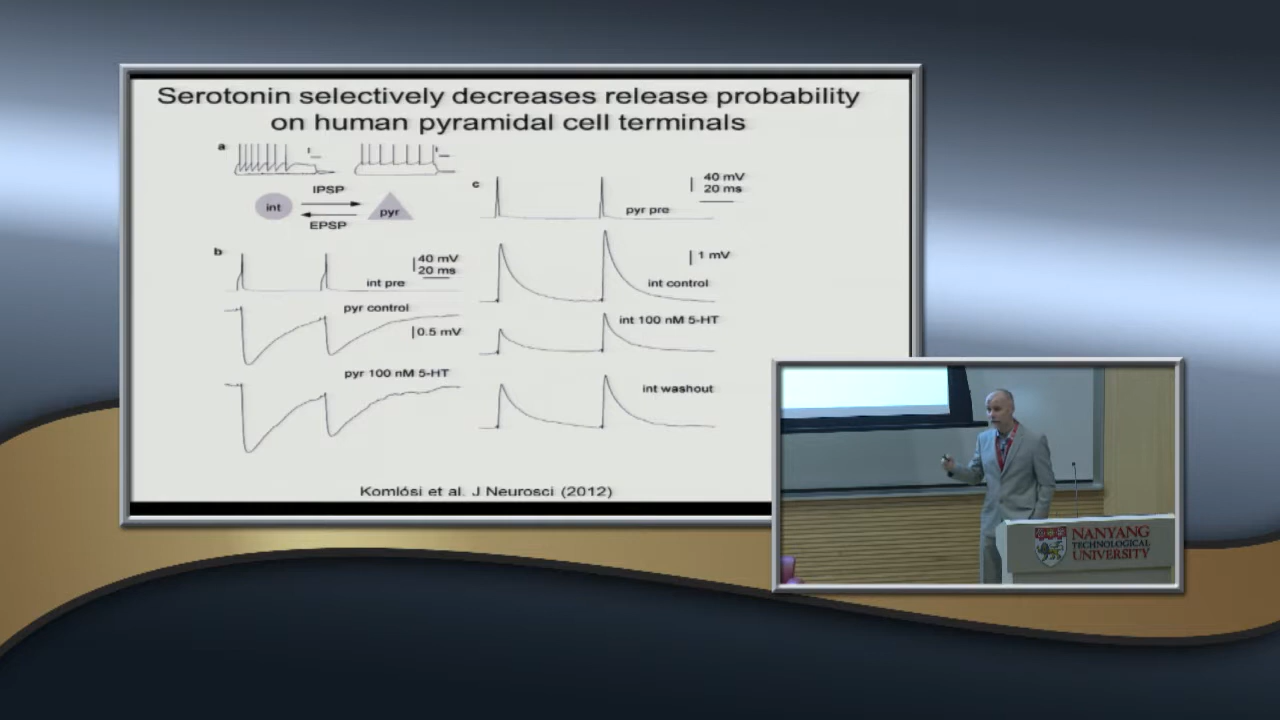 Serotonin selectively decreases release probability
on human pyramidal cell terminals
a
IPSP
int
pyr
EPSP
b
40 mV
20 ms
int pre
pyr control
0.5 mV
pyr 100 nM 5-HT
c
40 mV
20 ms
pyr pre
1 mV
int control
int 100 nM 5-HT
int washout
Komlósi et al. J Neurosci (2012)
NANYANG
TECHNOLOGICAL
UNIVERSITY